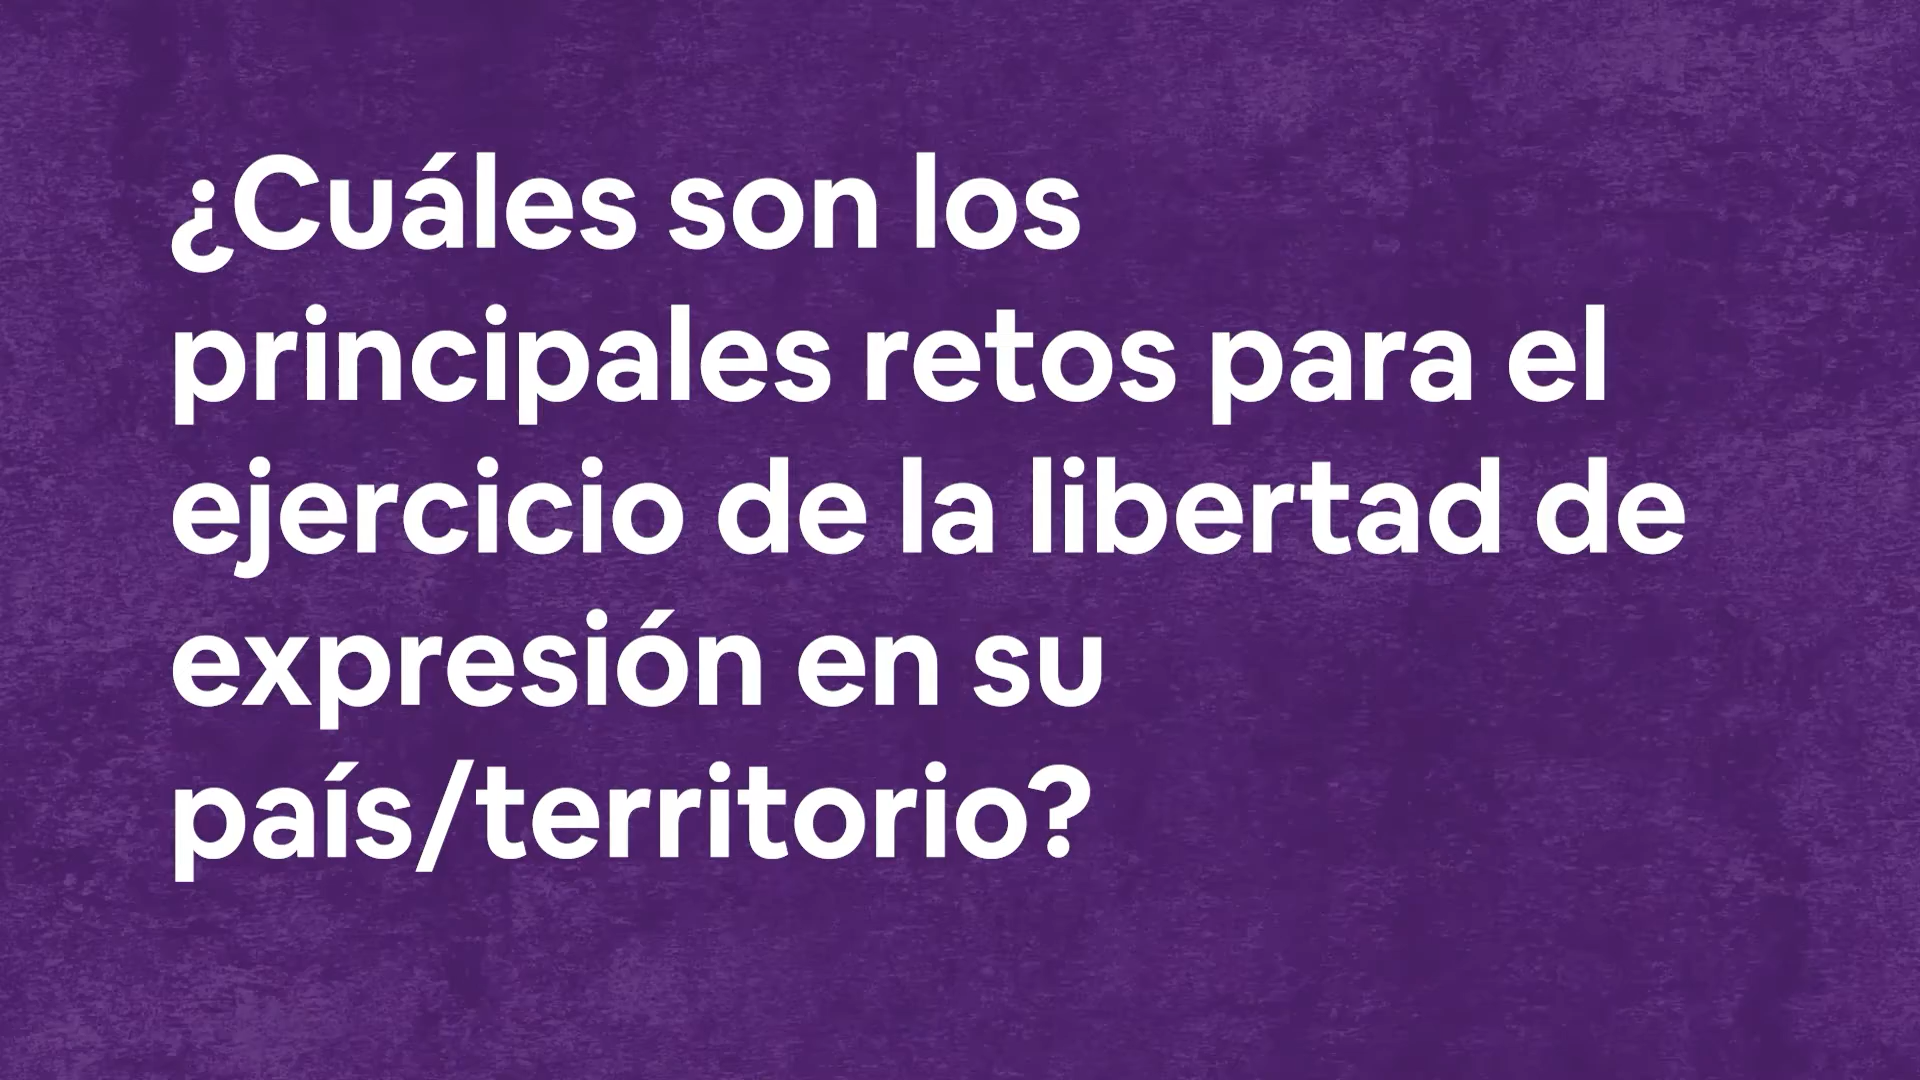 ¿Cuáles son los
principales retos para el
ejercicio de la libertad de
expresión en su
país/territorio?